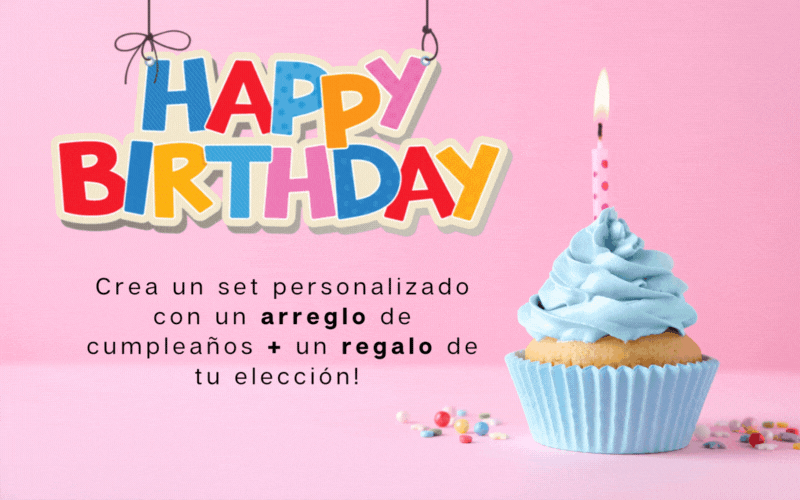 HAPPY
BIRTHDAY
Crea un set personalizado
con un arreglo de
cumpleaños + un regalo de
tu elección!